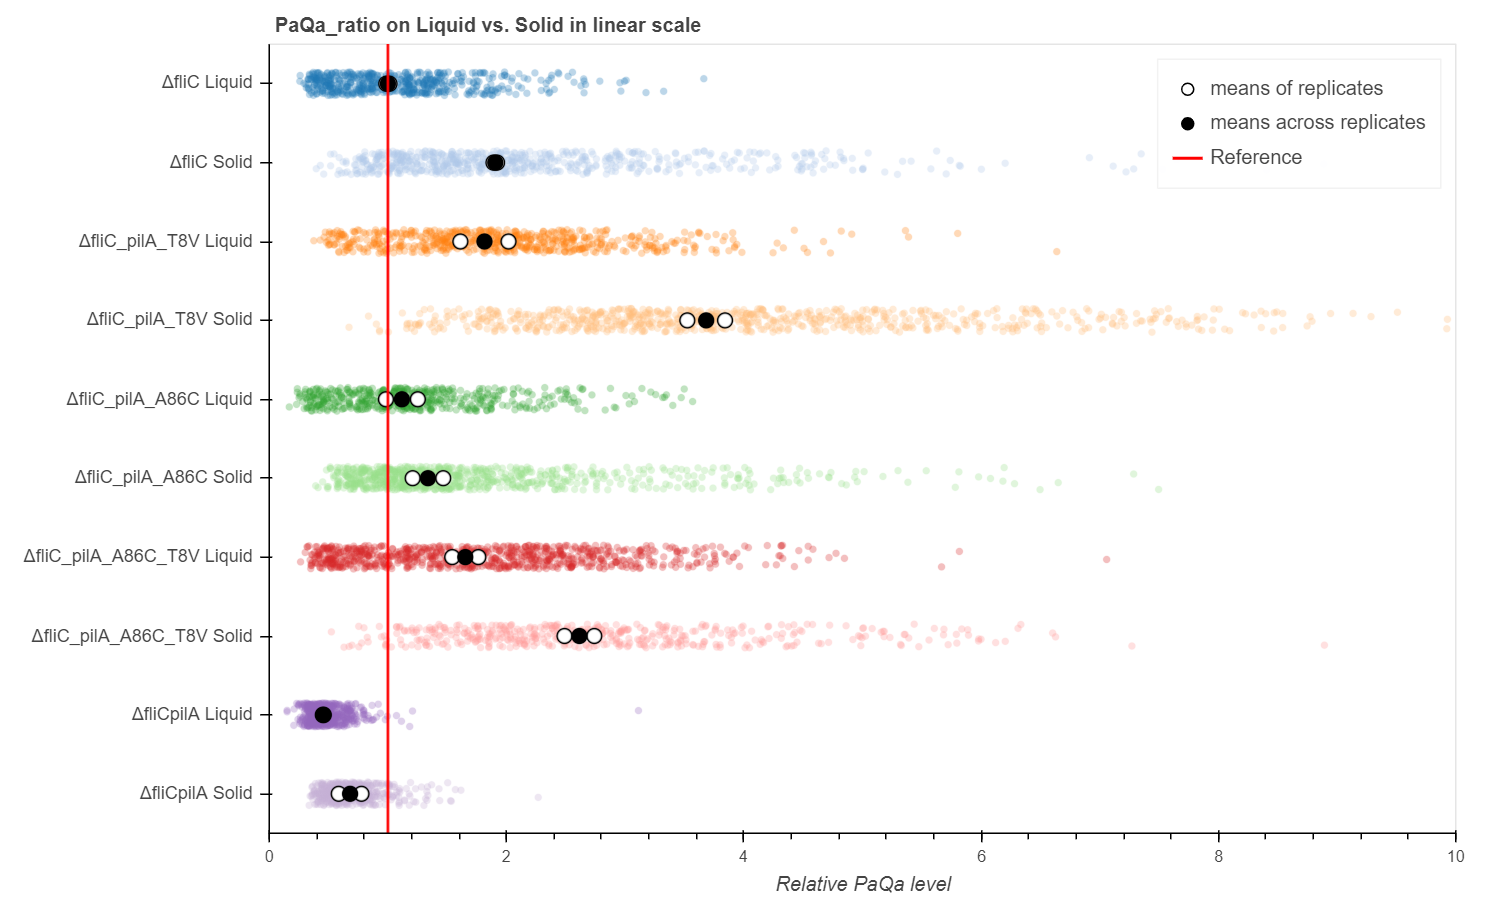 PaQa_ratio on Liquid vs. Solid in linear scale
means of replicates
means across replicates
Reference
ΔfliC Liquid
ΔfliC Solid
ΔfliC_pilA_T8V Liquid
ΔfliC_pilA_T8V Solid
ΔfliC_pilA_A86C Liquid
ΔfliC_pilA_A86C Solid
ΔfliC_pilA_A86C_T8V Liquid
ΔfliC_pilA_A86C_T8V Solid
ΔfliCpilA Liquid
ΔfliCpilA Solid
0 2 4 6 8 10
Relative PaQa level